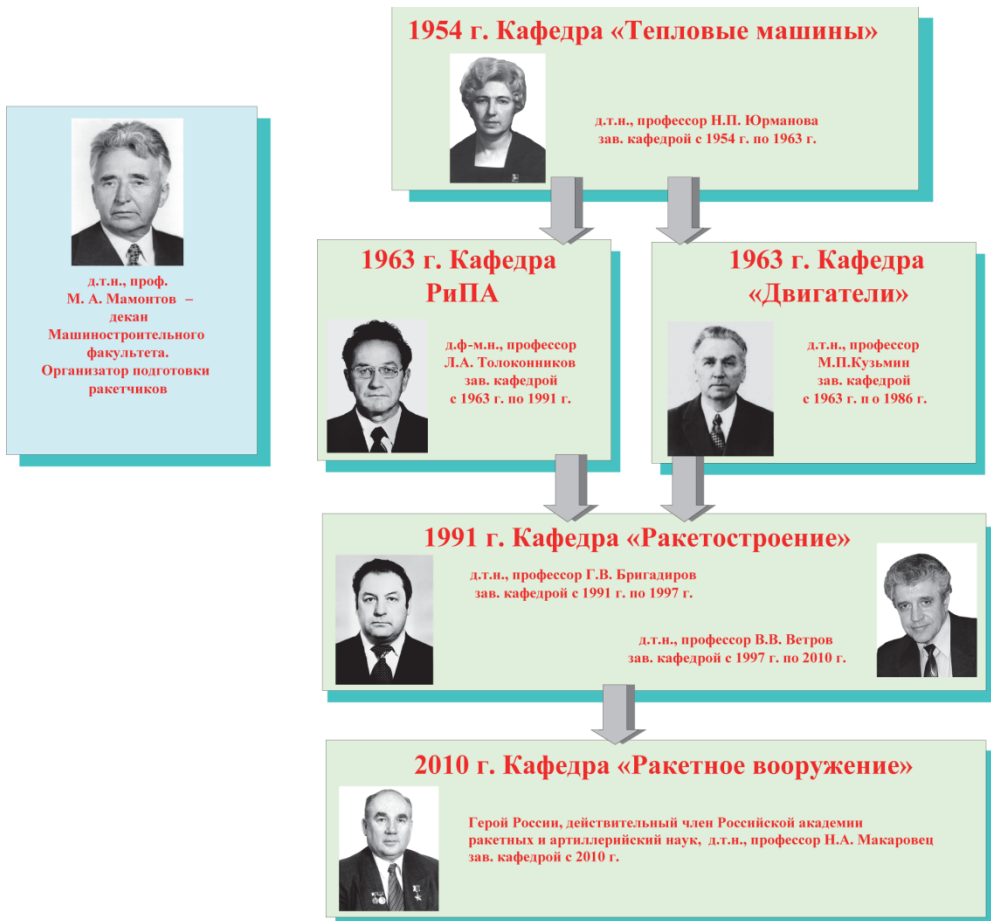 1954 г. Кафедра «Тепловые машины»
д.т.н., профессор Н.П. Юрманова
зав. кафедрой с 1954 г. по 1963 г.
д.т.н., проф.
М. А. Мамонтов –
декан
Машиностроительного
факультета.
Организатор подготовки
ракетчиков
1963 г. Кафедра
РиПА
д.ф-м.н., профессор
Л.А. Толоконников
зав. кафедрой
с 1963 г. по 1991 г.
1963 г. Кафедра
«Двигатели»
д.т.н., профессор
М.П.Кузьмин
зав. кафедрой
с 1963 г. п о 1986 г.
1991 г. Кафедра «Ракетостроение»
д.т.н., профессор Г.В. Бригадиров
зав. кафедрой с 1991 г. по 1997 г.
д.т.н., профессор В.В. Ветров
зав. кафедрой с 1997 г. по 2010 г.
2010 г. Кафедра «Ракетное вооружение»
Герой России, действительный член Российской академии
ракетных и артиллерийский наук, д.т.н., профессор Н.А. Макаровец
зав. кафедрой с 2010 г.